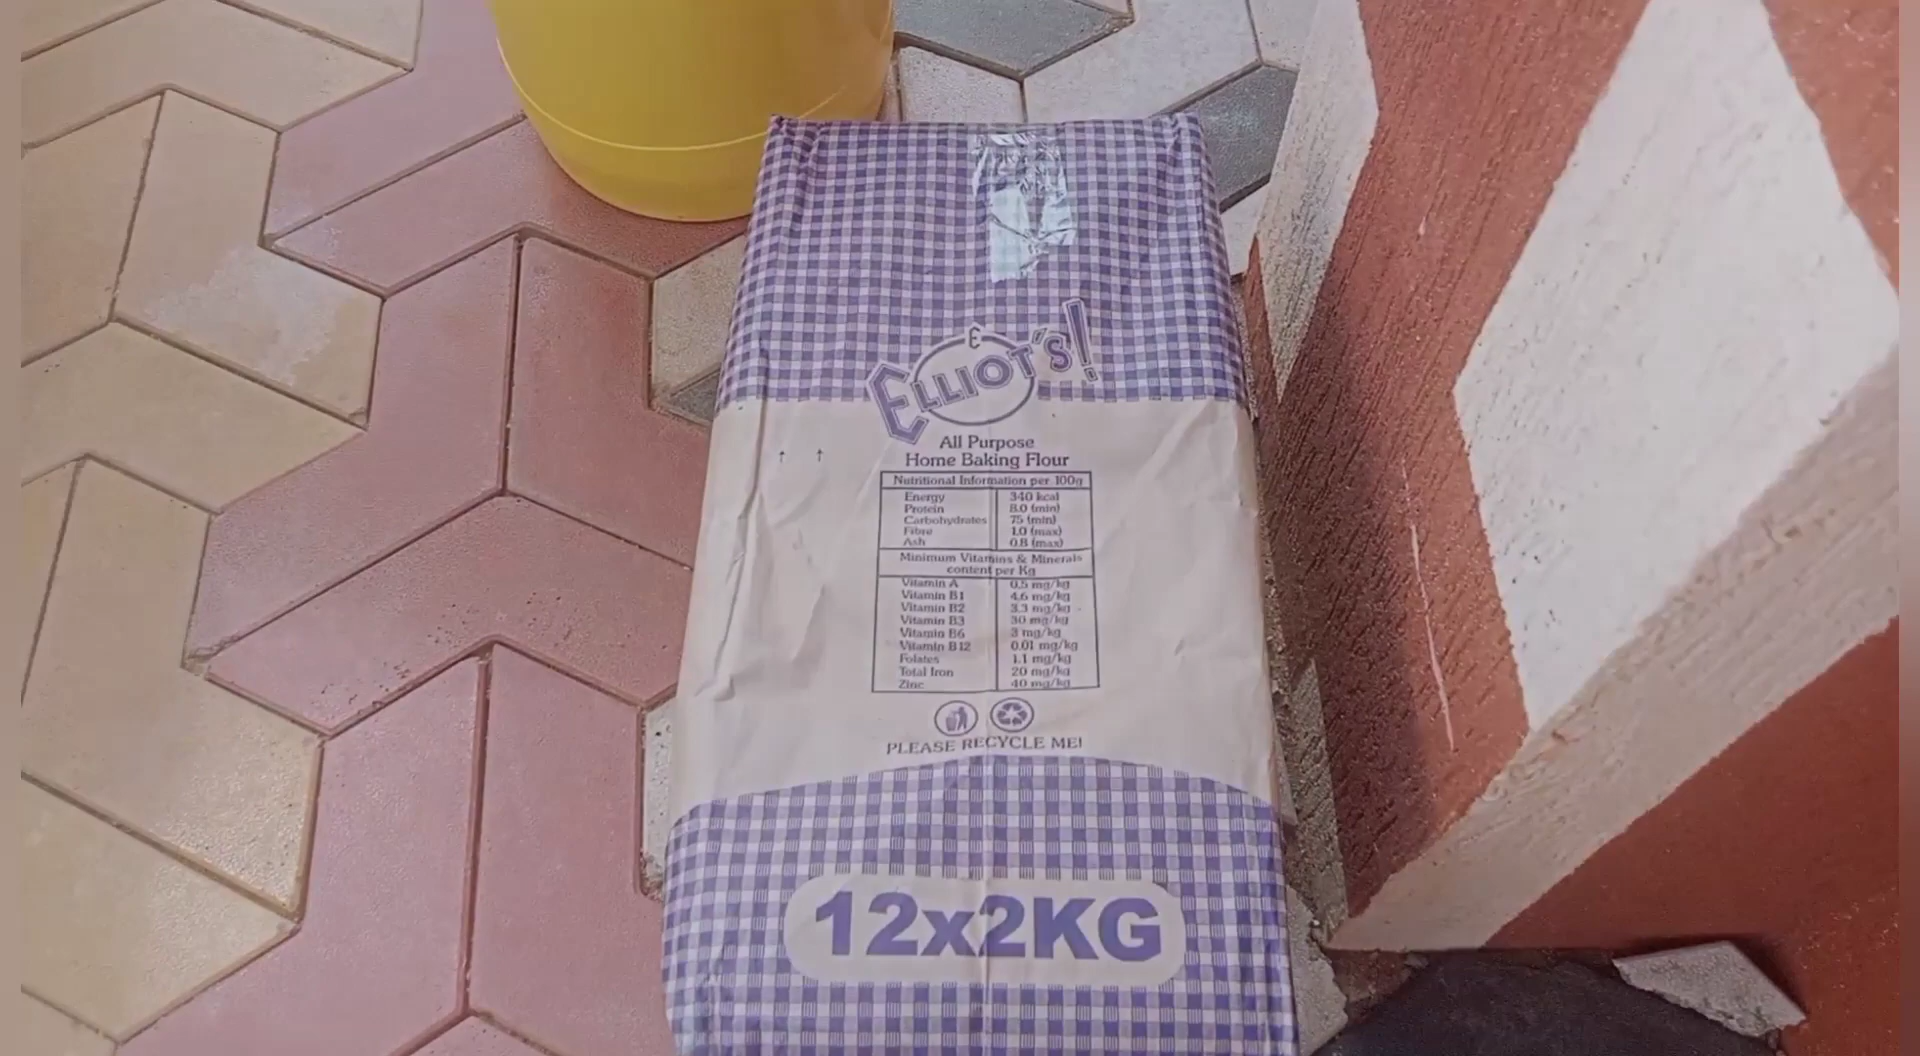 ELLIOT'S!
All Purpose
Home Baking Flour
Nutritional Information per 100g
Energy 340 kcal
Protein 8.0 (min)
Carbohydrates 75 (min)
Fibre 1.0 (max)
Ash 0.8 (max)
Minimum Vitamins & Minerals
content per Kg
Vitamin A 0.5 mg/kg
Vitamin B1 4.6 mg/kg
Vitamin B2 3.3 mg/kg
Vitamin B3 30 mg/kg
Vitamin B6 3 mg/kg
Vitamin B12 0.01 mg/kg
Folates 1.1 mg/kg
Total Iron 20 mg/kg
Zinc 40 mg/kg
PLEASE RECYCLE ME!
12x2KG